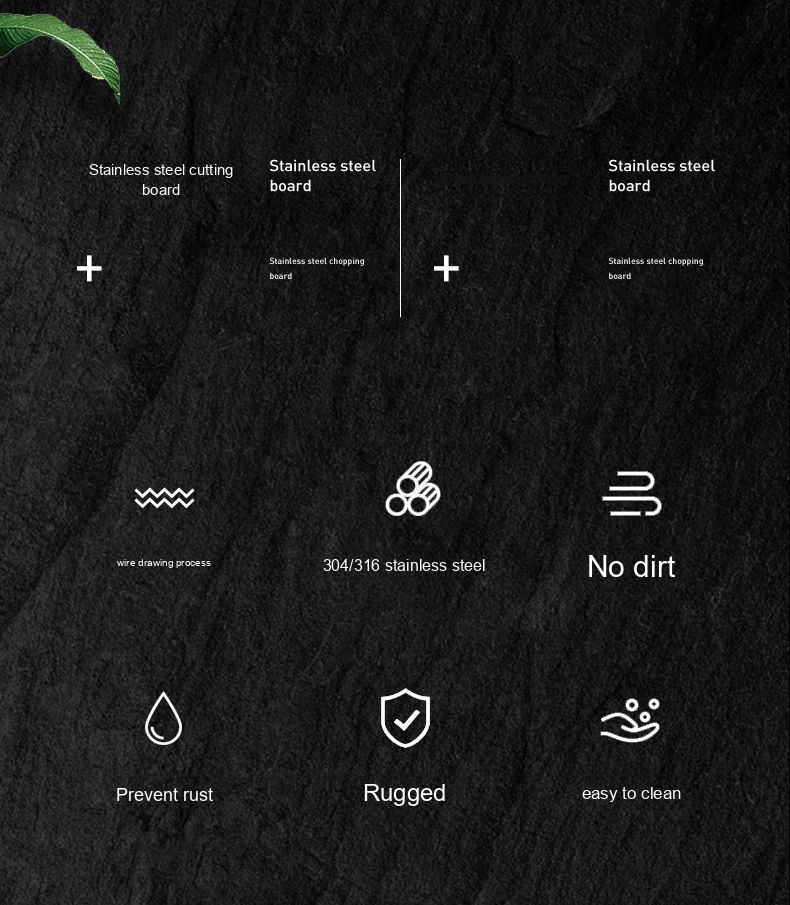 Stainless steel cutting
board
Stainless steel
board
Stainless steel
board
+
Stainless steel chopping
board
+
Stainless steel chopping
board
wire drawing process
304/316 stainless steel
No dirt
Prevent rust
Rugged
easy to clean